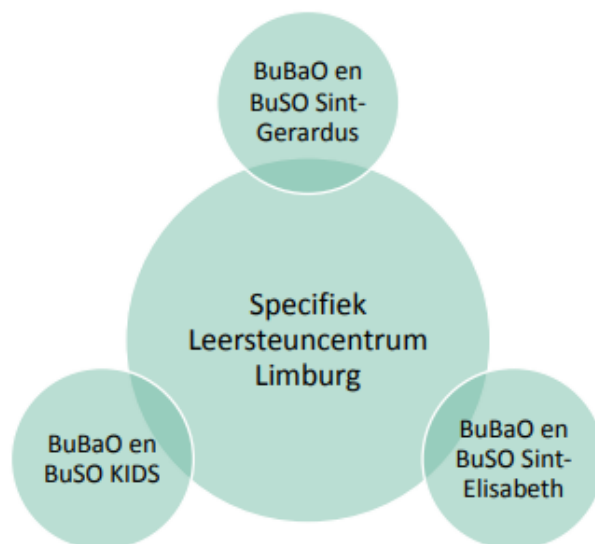 BuBaO en
BuSO Sint-
Gerardus
Specifiek
Leersteuncentrum
Limburg
BuBaO en
BuSO KIDS
BuBaO en
BuSO Sint-
Elisabeth